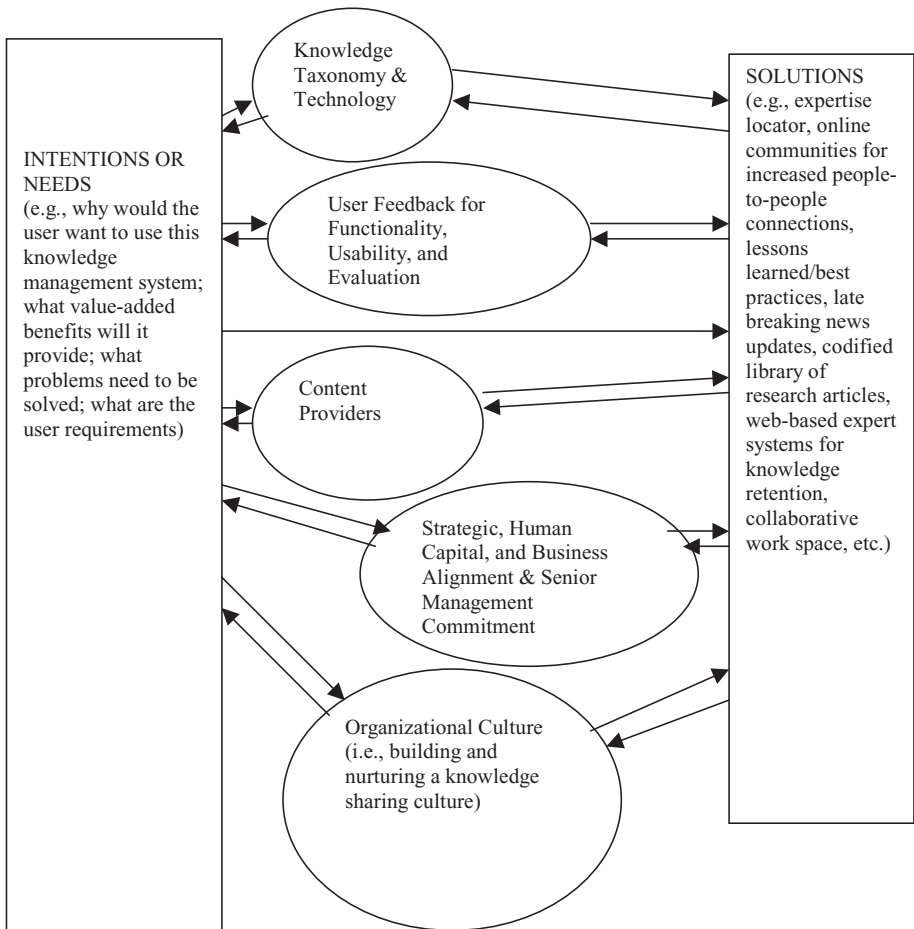 INTENTIONS OR
NEEDS
(e.g., why would the
user want to use this
knowledge
management system;
what value-added
benefits will it
provide; what
problems need to be
solved; what are the
user requirements)
Knowledge
Taxonomy &
Technology
User Feedback for
Functionality,
Usability, and
Evaluation
Content
Providers
Strategic, Human
Capital, and Business
Alignment & Senior
Management
Commitment
Organizational Culture
(i.e., building and
nurturing a knowledge
sharing culture)
SOLUTIONS
(e.g., expertise
locator, online
communities for
increased people-
to-people
connections,
lessons
learned/best
practices, late
breaking news
updates, codified
library of
research articles,
web-based expert
systems for
knowledge
retention,
collaborative
work space, etc.)